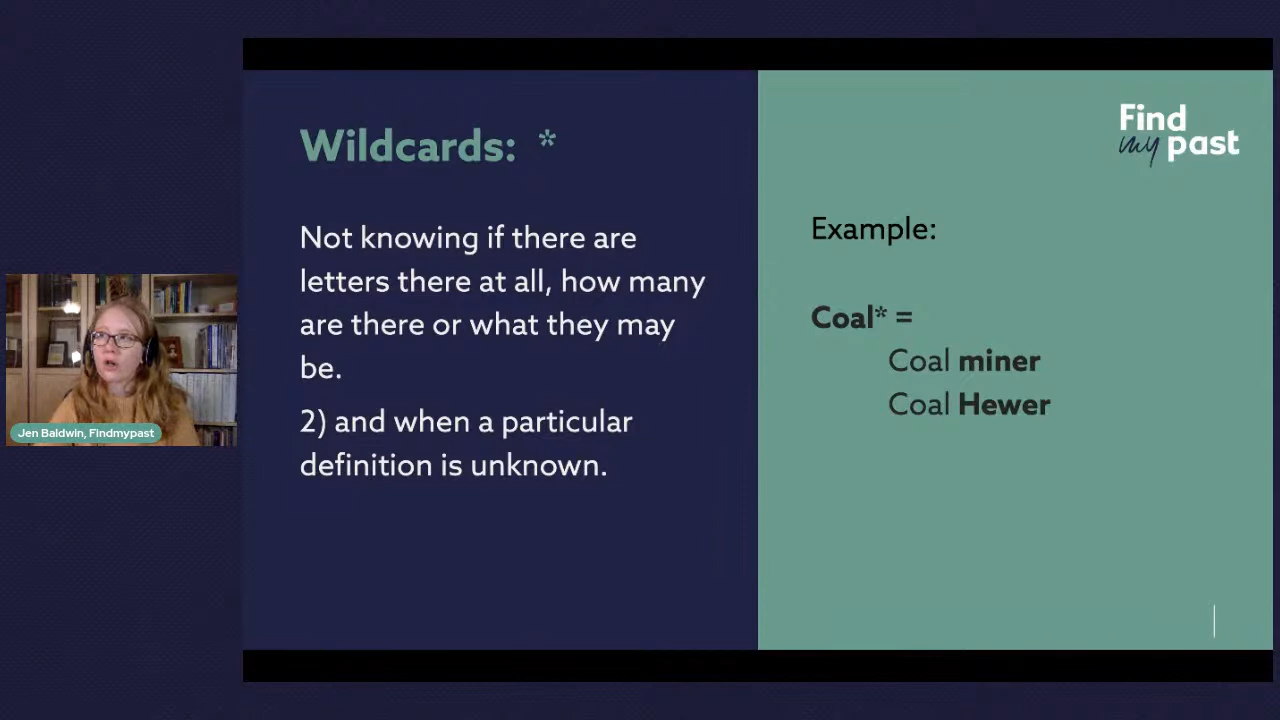 Wildcards: *
Not knowing if there are
letters there at all, how many
are there or what they may
be.
2) and when a particular
definition is unknown.
Find
my past
Example:
Coal* =
Coal miner
Coal Hewer
Jen Baldwin, Findmypast